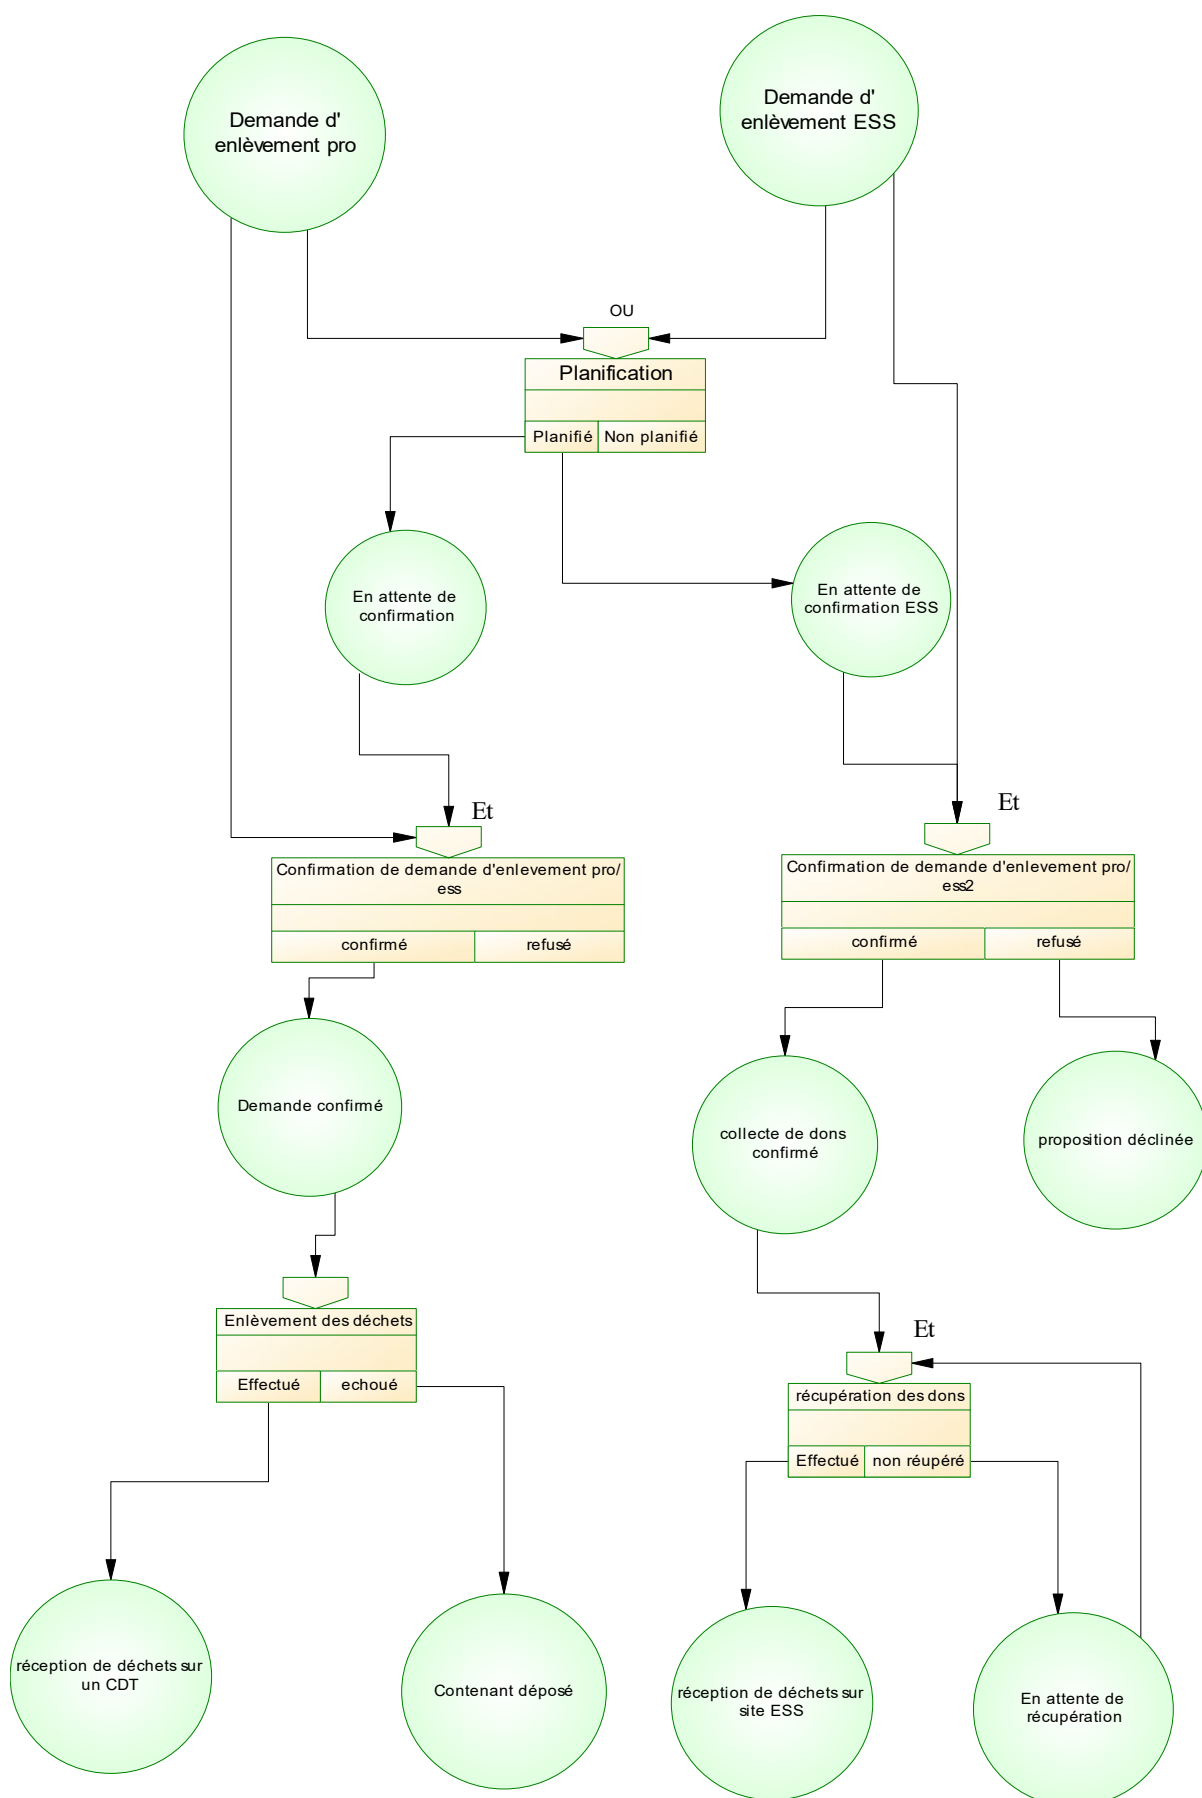 Demande d'
enlèvement pro
Demande d'
enlèvement ESS
OU
Planification
Planifié
Non planifié
En attente de
confirmation
En attente de
confirmation ESS
Et
Et
Confirmation de demande d'enlevement pro/
ess
confirmé
refusé
Confirmation de demande d'enlevement pro/
ess2
confirmé
refusé
Demande confirmé
collecte de dons
confirmé
proposition déclinée
Enlèvement des déchets
Effectué
echoué
Et
récupération des dons
Effectué
non réupéré
réception de déchets sur
un CDT
Contenant déposé
réception de déchets sur
site ESS
En attente de
récupération